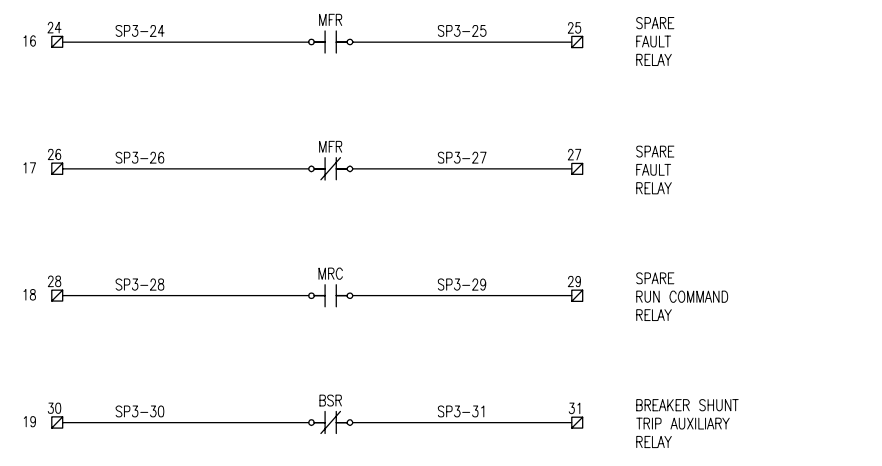 24 SP3-24 MFR SP3-25 25 SPARE
16 FAULT
RELAY
26 SP3-26 MFR SP3-27 27 SPARE
17 FAULT
RELAY
28 SP3-28 MRC SP3-29 29 SPARE
18 RUN COMMAND
RELAY
30 SP3-30 BSR SP3-31 31 BREAKER SHUNT
19 TRIP AUXILIARY
RELAY